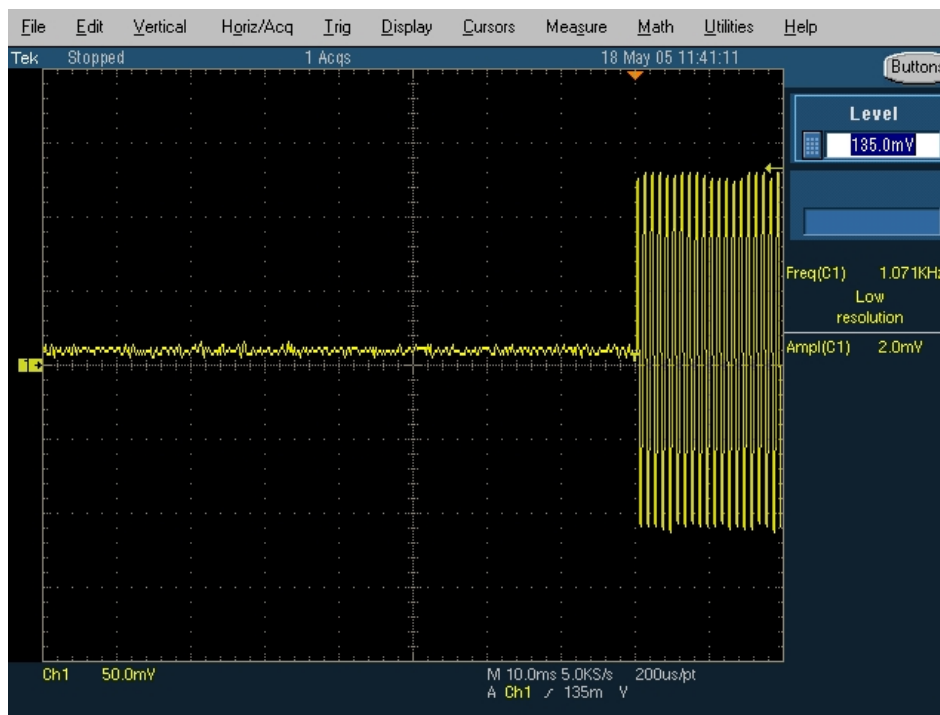 File Edit Vertical Horiz/Acq Trig Display Cursors Measure Math Utilities Help
Tek Stopped 1 Acqs 18 May 05 11:41:11
Buttons
Level
135.0mV
Freq(C1) 1.071KHz
Low
resolution
Ampl(C1) 2.0mV
1
Ch1 50.0mV M 10.0ms 5.0KS/s 200us/pt
A Ch1 135m V